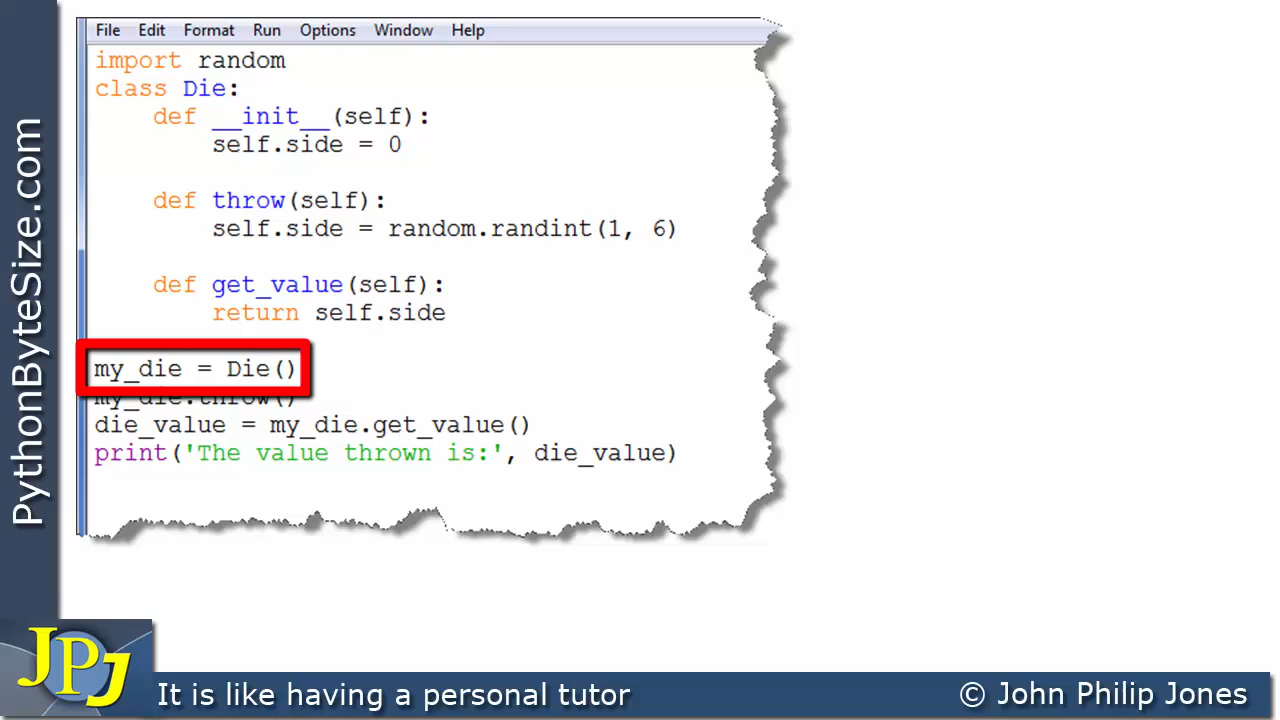 File Edit Format Run Options Window Help
import random
class Die:
    def __init__(self):
        self.side = 0
    def throw(self):
        self.side = random.randint(1, 6)
    def get_value(self):
        return self.side
my_die = Die()
my_die.throw()
die_value = my_die.get_value()
print('The value thrown is:', die_value)
PythonByteSize.com
JPJ
It is like having a personal tutor
© John Philip Jones